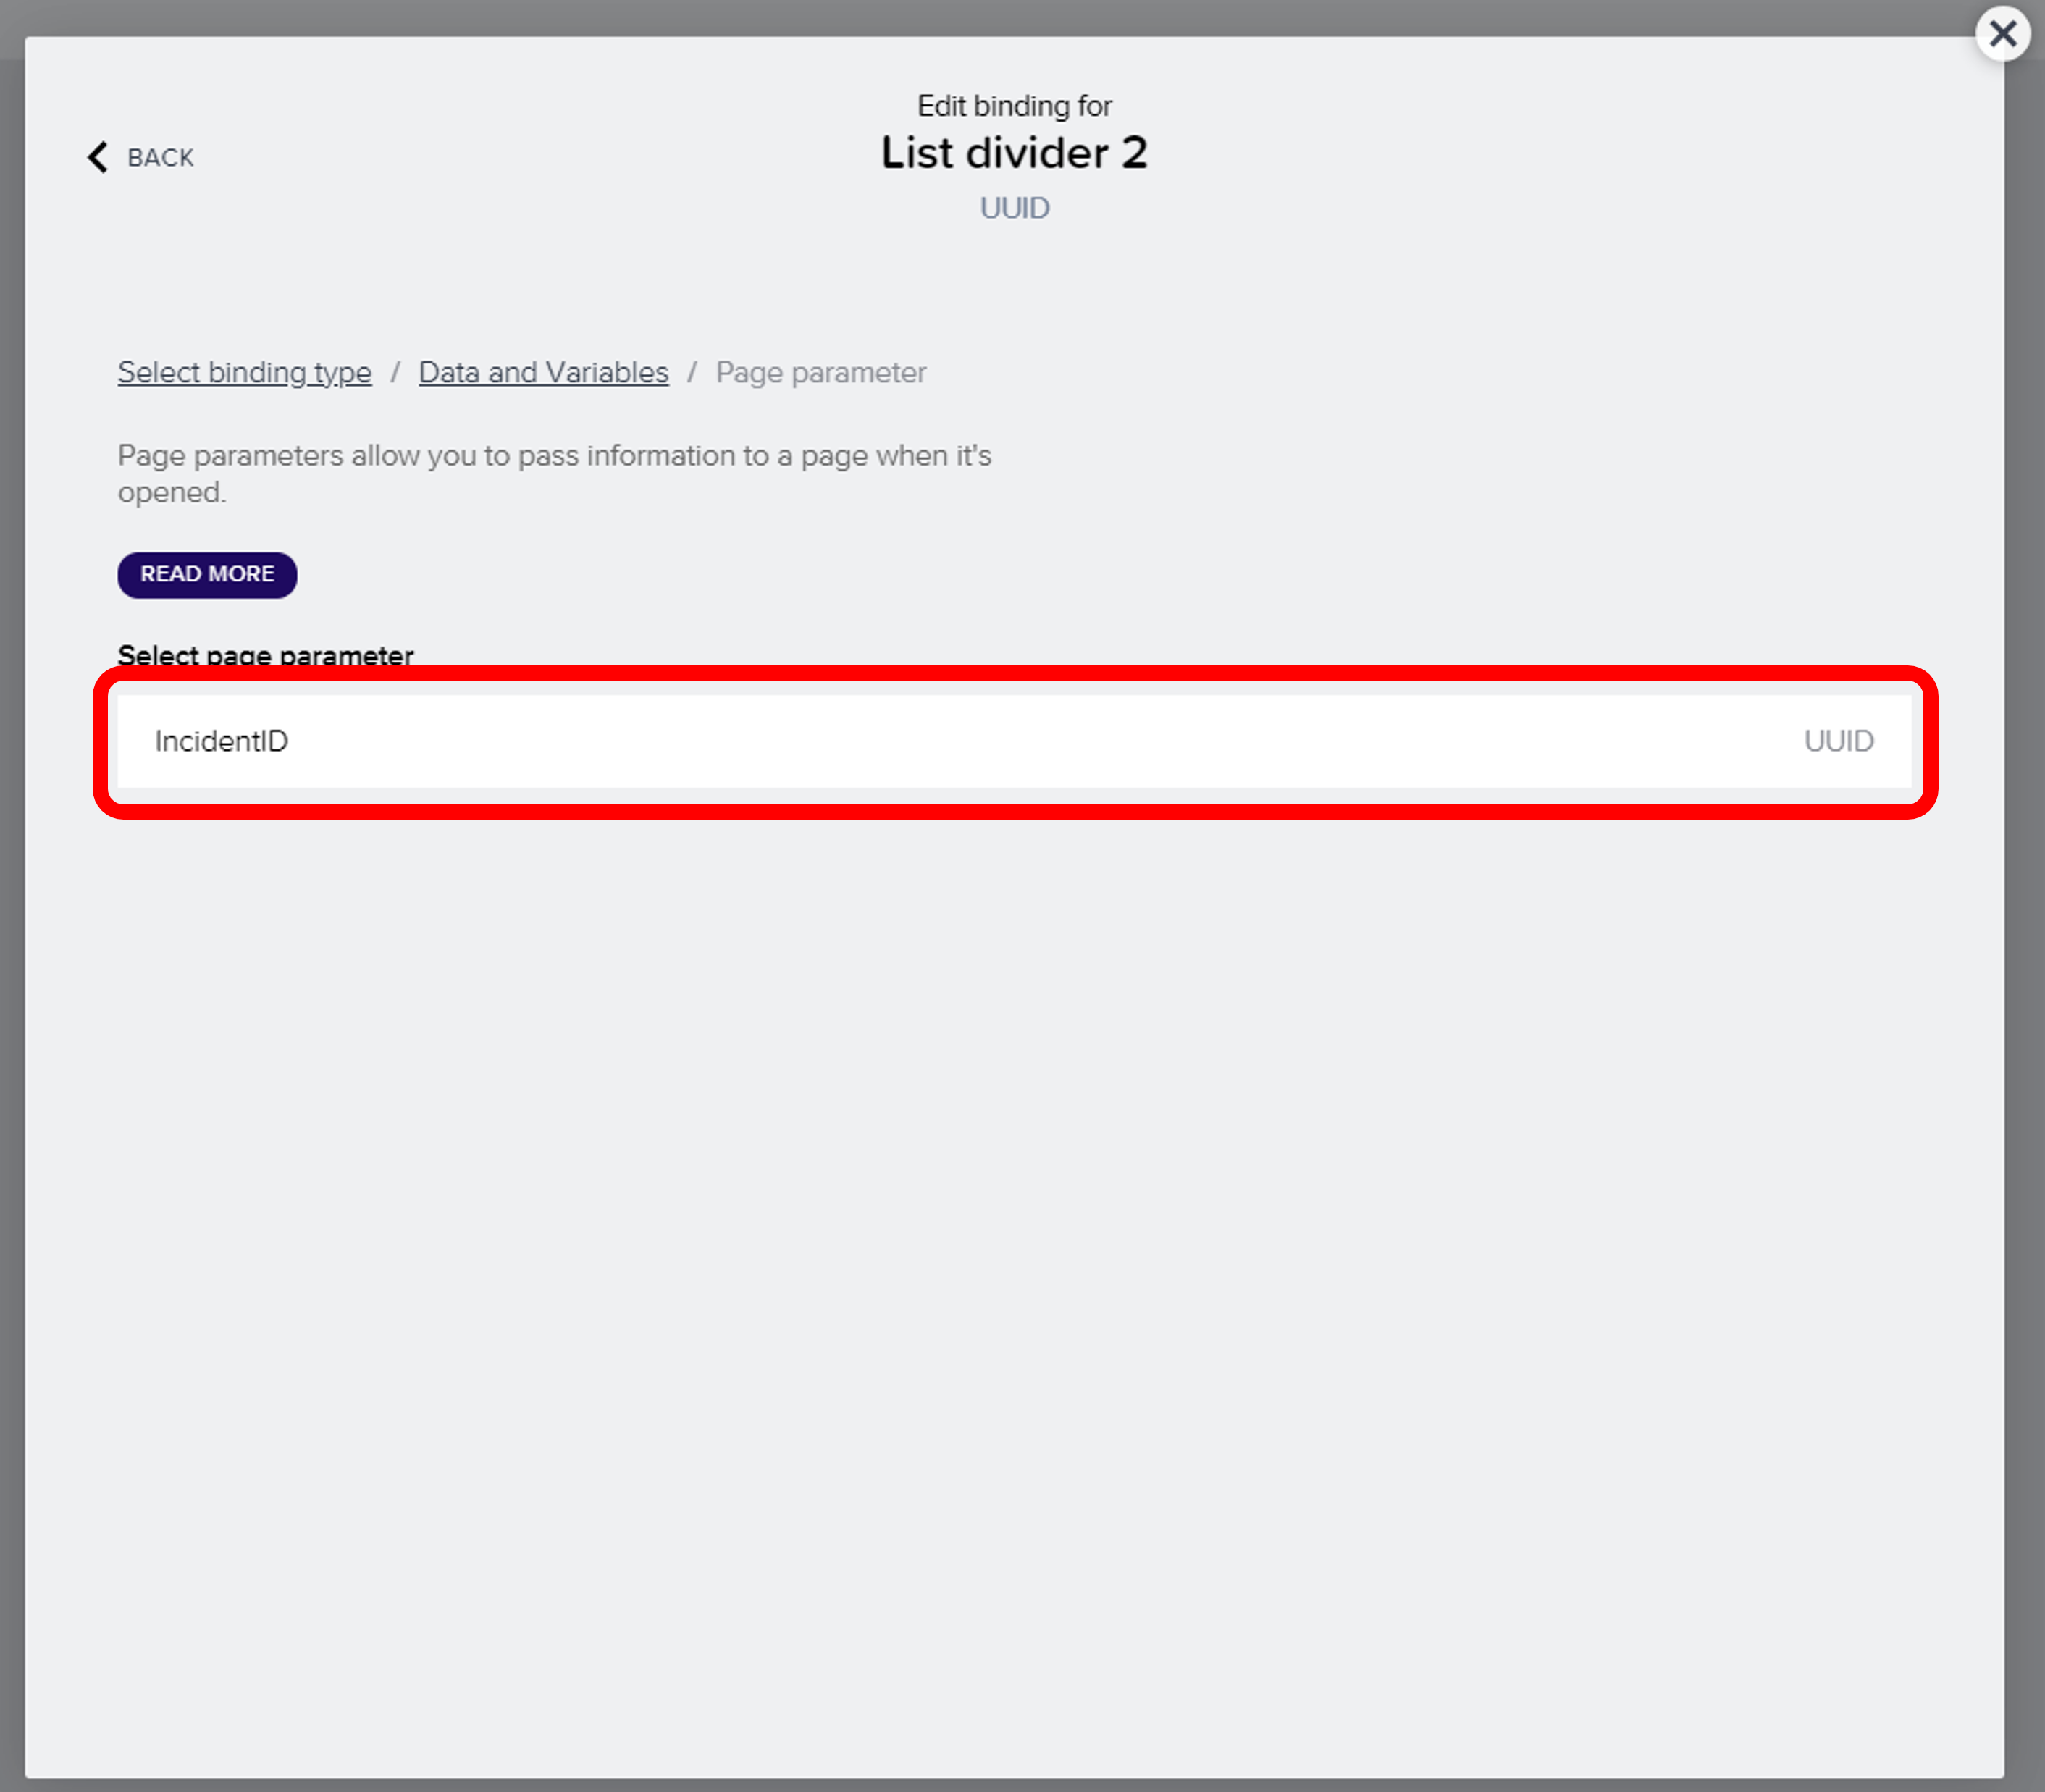 Edit binding for
List divider 2
UUID
BACK
Select binding type / Data and Variables / Page parameter
Page parameters allow you to pass information to a page when it's
opened.
READ MORE
Select page parameter
IncidentID UUID